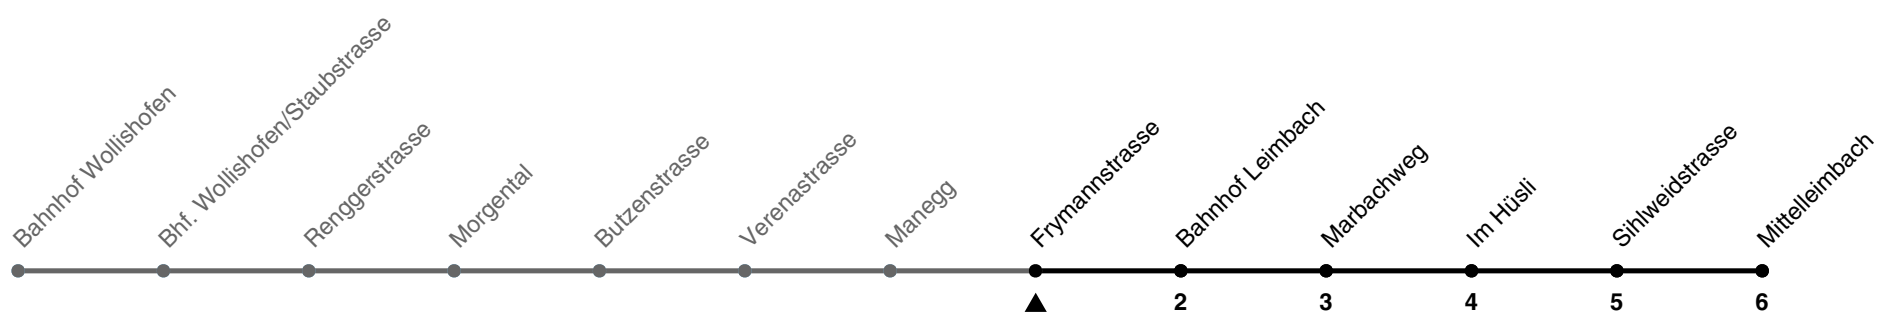 Bahnhof Wollishofen
Bhf. Wollishofen/Staubstrasse
Renggerstrasse
Morgental
Butzenstrasse
Verenastrasse
Manegg
Frymannstrasse
Bahnhof Leimbach
Marbachweg
Im Hüsli
Sihlweidstrasse
Mittelleimbach
2 3 4 5 6